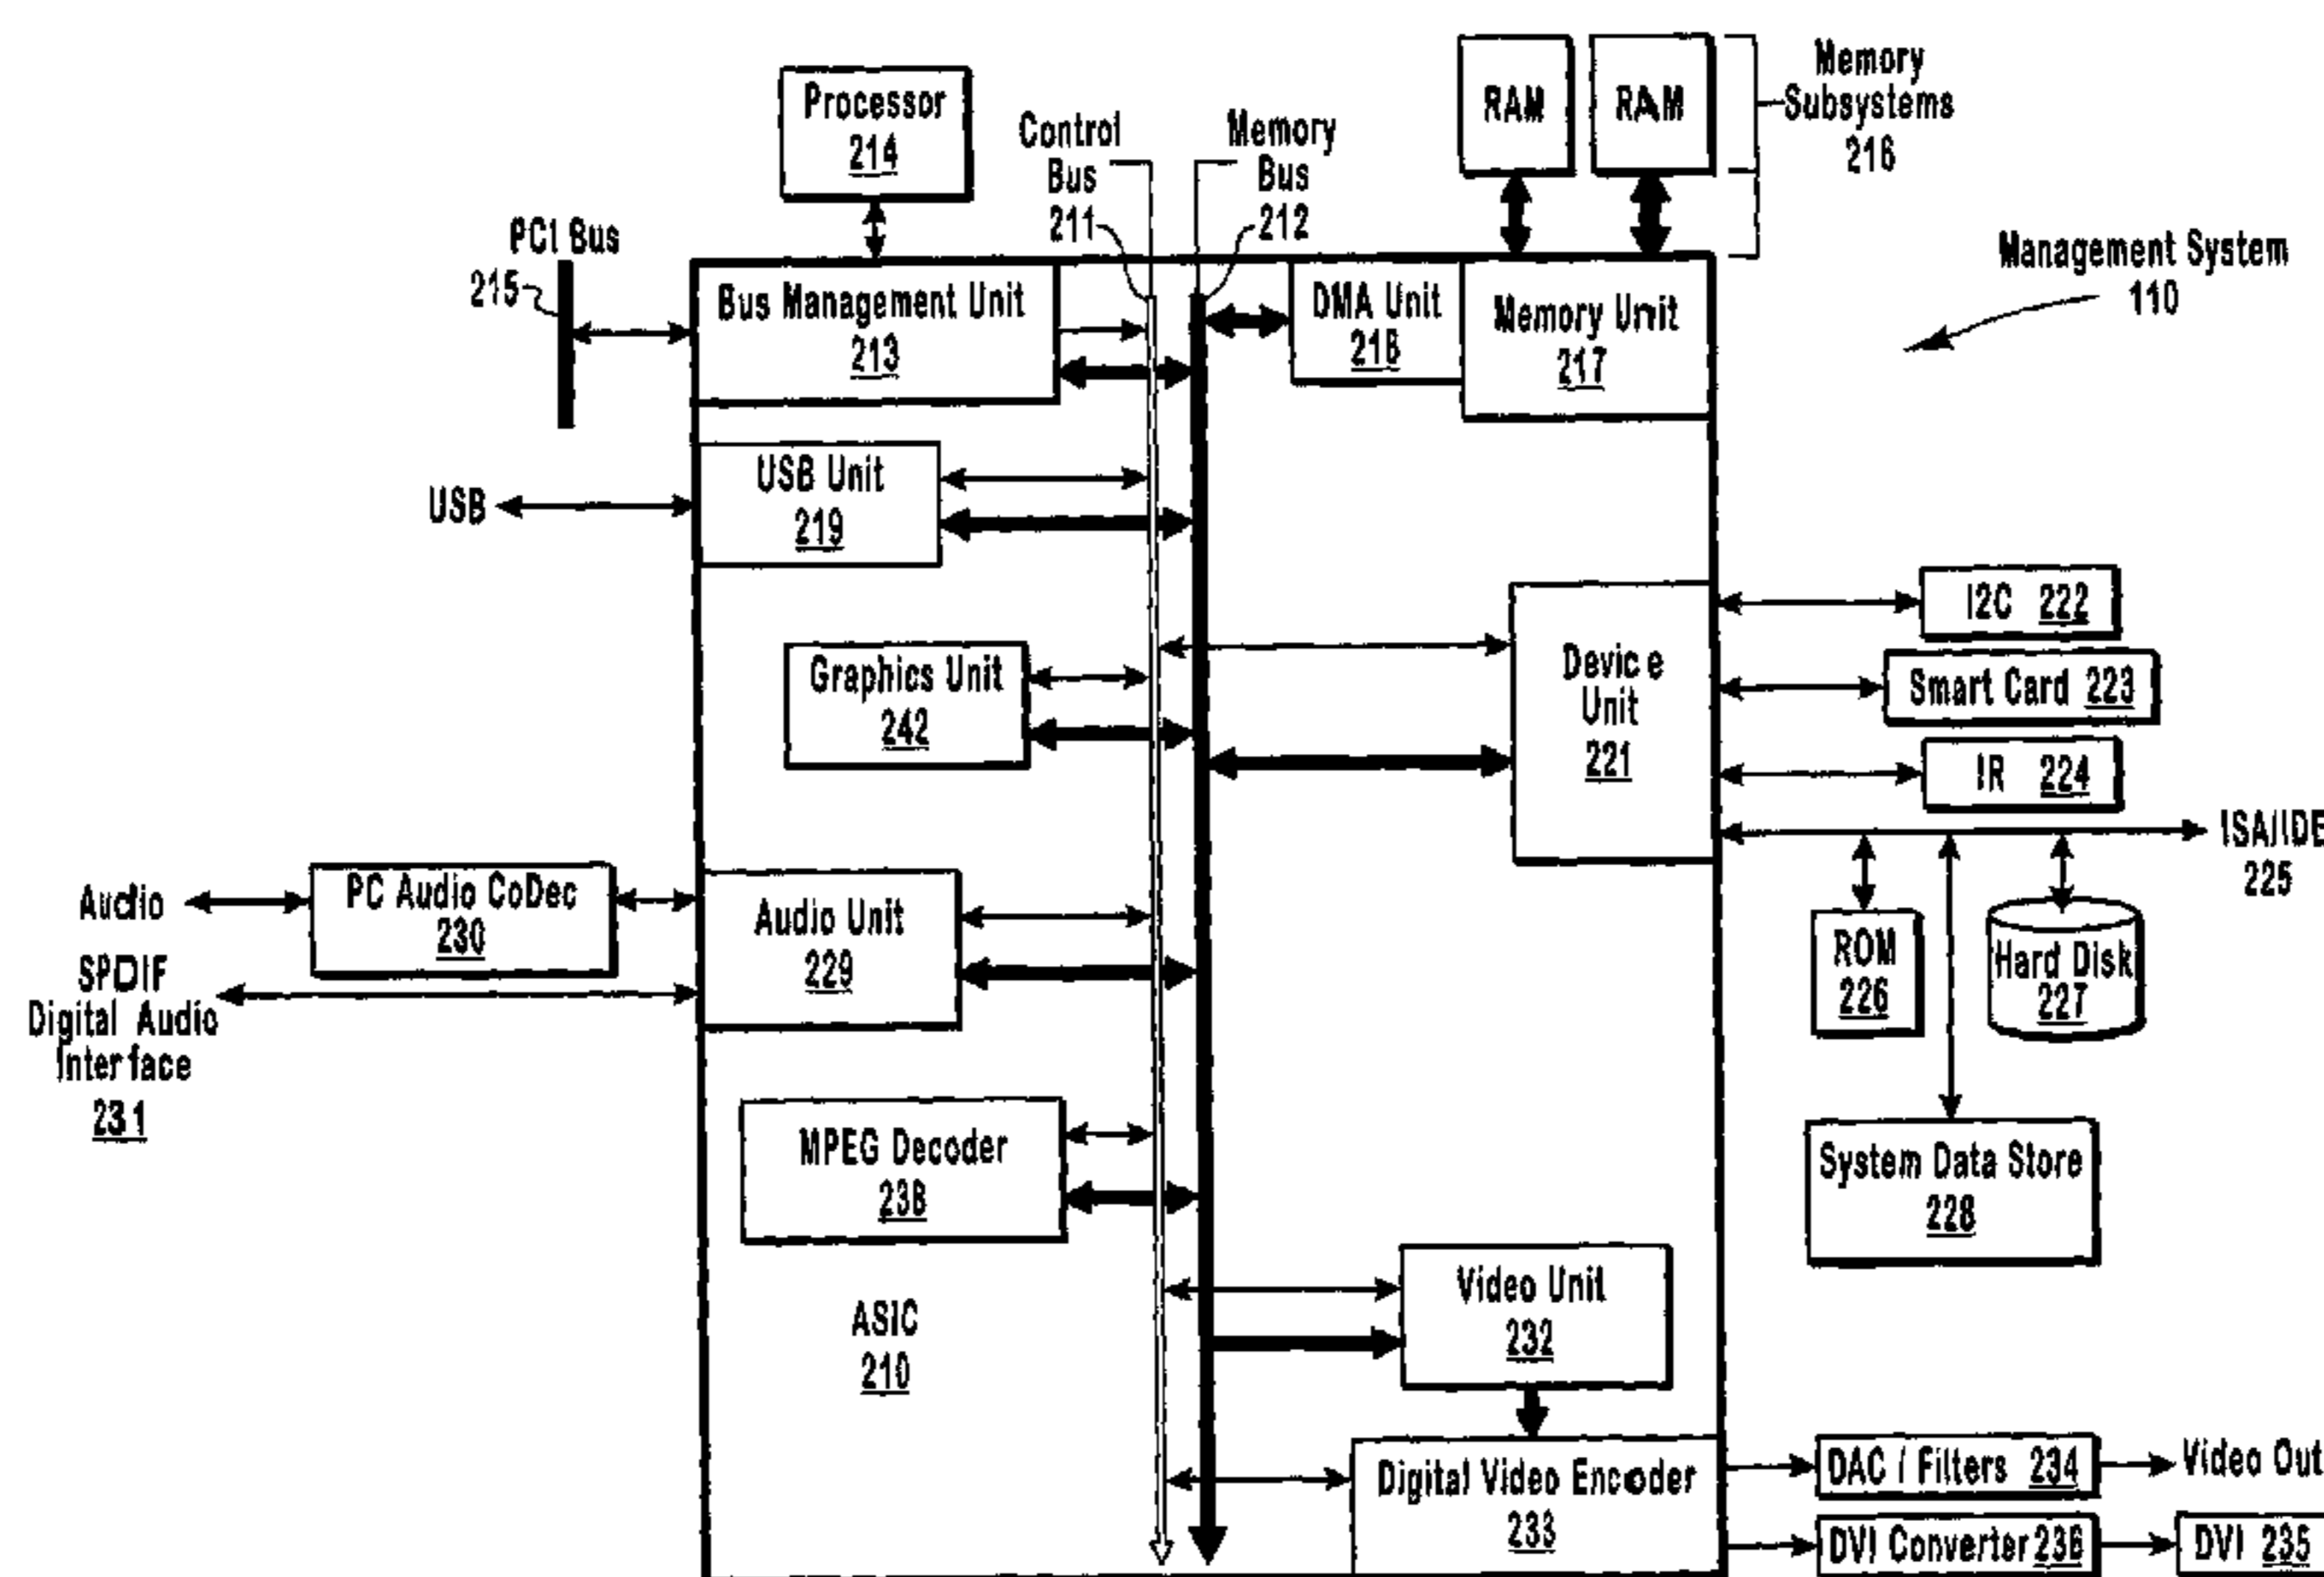 Processor
214
Control
Bus
211
Memory
Bus
212
RAM
RAM
Memory
Subsystems
216
Management System
110
PCI Bus
215
Bus Management Unit
213
DMA Unit
218
Memory Unit
217
USB
USB Unit
219
Graphics Unit
242
Device
Unit
221
I2C 222
Smart Card 223
IR 224
ISA/IDE
225
ROM
226
Hard Disk
227
System Data Store
228
Audio
PC Audio CoDec
230
Audio Unit
229
SPDIF
Digital Audio
Interface
231
MPEG Decoder
238
ASIC
210
Video Unit
232
Digital Video Encoder
233
DAC / Filters 234
Video Out
DVI Converter 236
DVI 235